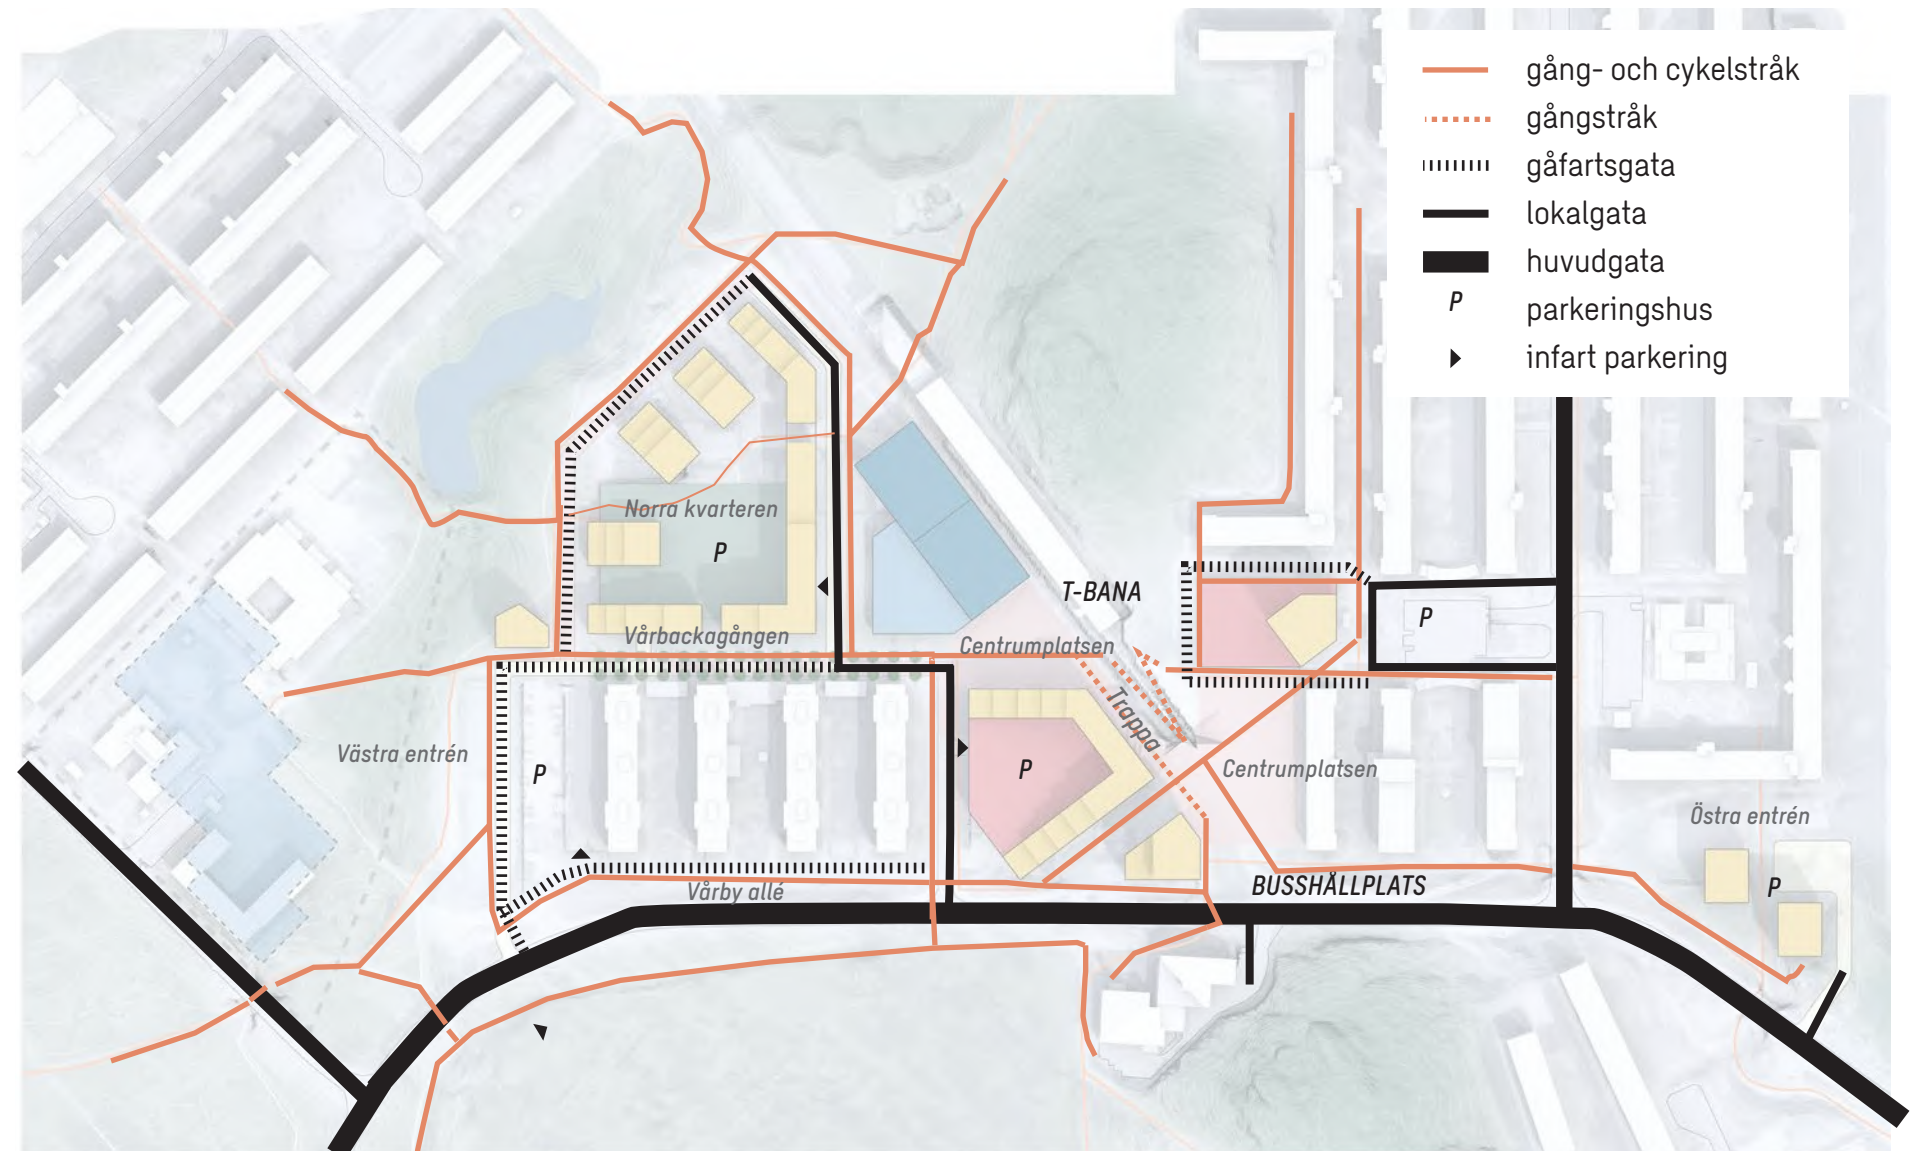 gång- och cykelstråk
gångstråk
gåfartsgata
lokalgata
huvudgata
P parkeringshus
infart parkering
Norra kvarteren
P
T-BANA
P
Vårbackagången
Centrumplatsen
Trappa
Västra entrén
P
P
Centrumplatsen
Östra entrén
Vårby allé
BUSSHÅLLPLATS
P